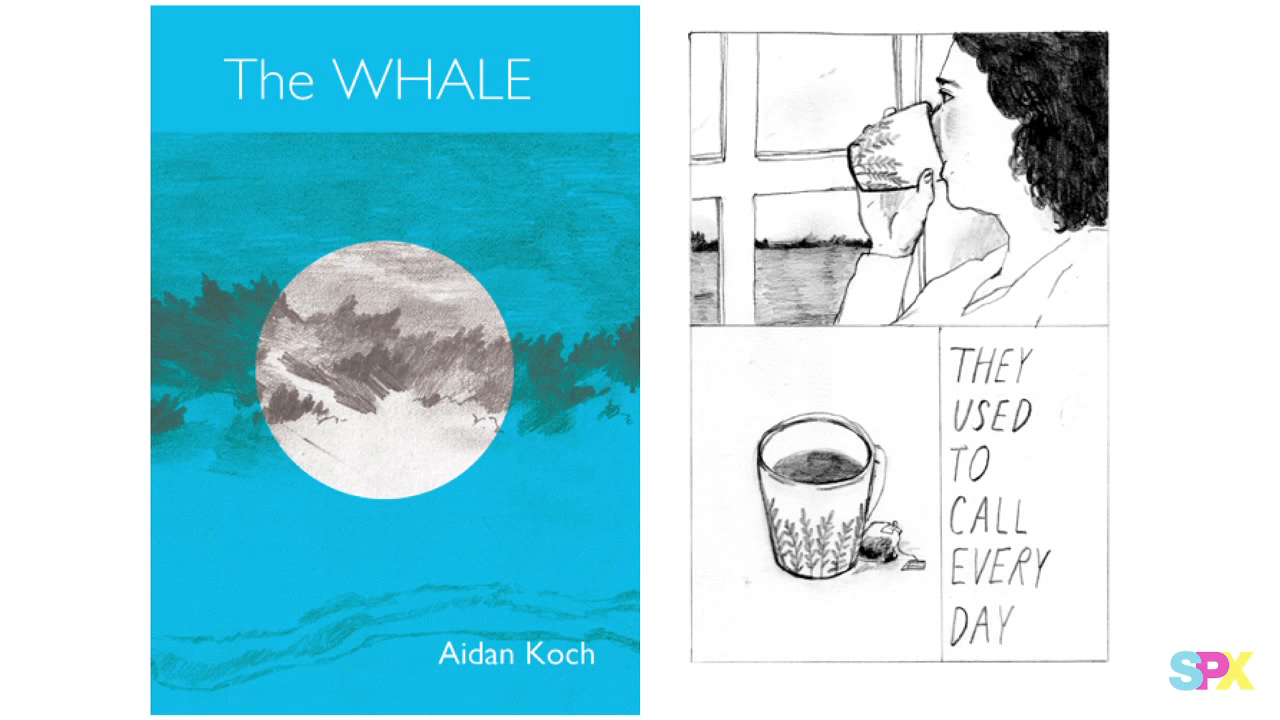 The WHALE
Aidan Koch
THEY
USED
TO
CALL
EVERY
DAY
SPX